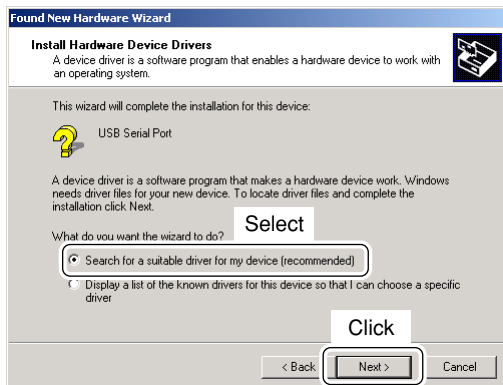 Found New Hardware Wizard
Install Hardware Device Drivers
A device driver is a software program that enables a hardware device to work with
an operating system.
This wizard will complete the installation for this device:
USB Serial Port
A device driver is a software program that makes a hardware device work. Windows
needs driver files for your new device. To locate driver files and complete the
installation click Next.
Select
What do you want the wizard to do?
Search for a suitable driver for my device (recommended)
Display a list of the known drivers for this device so that I can choose a specific
driver
Click
< Back
Next >
Cancel